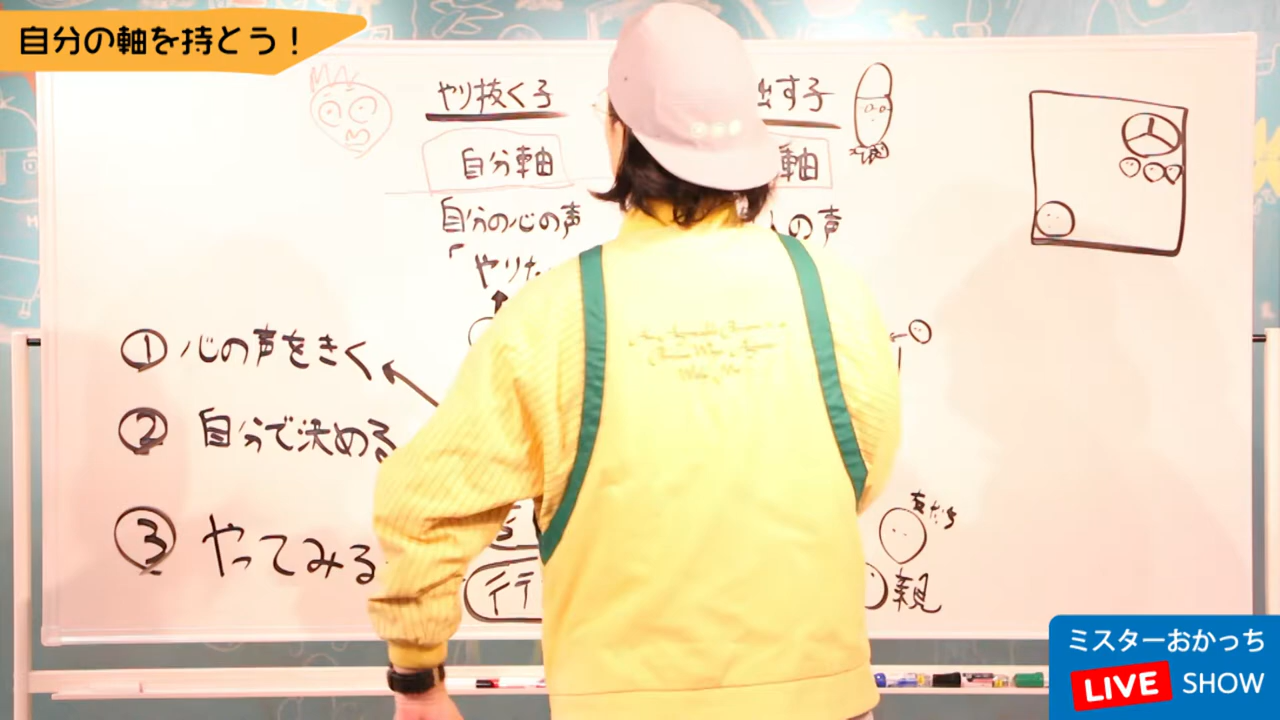 自分の軸を持とう!
やり抜く子
出す子
自分軸
軸
自分の心の声
の声
「やりた
① 心の声をきく
② 自分で決める
③ やってみる
行
友だち
親
ミスターおかっち
LIVE SHOW